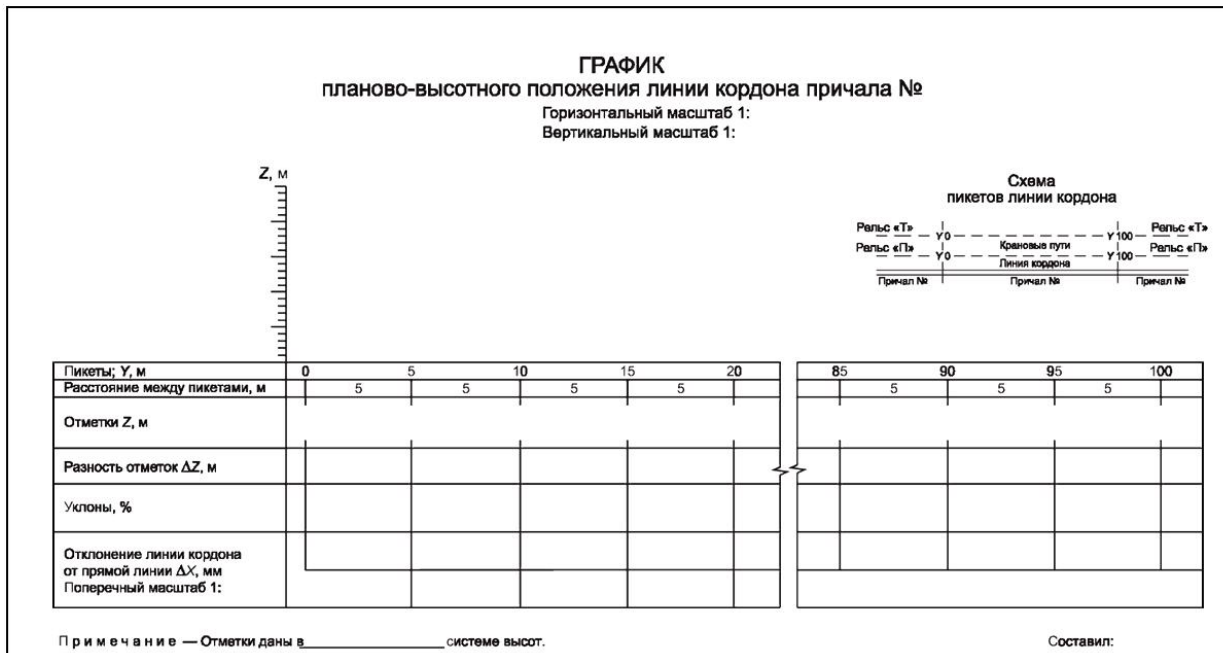 ГРАФИК
планово-высотного положения линии кордона причала №
Горизонтальный масштаб 1:
Вертикальный масштаб 1:
Z, м
Схема
пикетов линии кордона
Рельс «Т» Y 0 Y 100 Рельс «Т»
Крановые пути
Рельс «П» Y 0 Y 100 Рельс «П»
Линия кордона
Причал № Причал № Причал №
Пикеты; Y, м 0 5 10 15 20 85 90 95 100
Расстояние между пикетами, м 5 5 5 5 5 5 5
Отметки Z, м
Разность отметок ΔZ, м
Уклоны, %
Отклонение линии кордона
от прямой линии ΔX, мм
Поперечный масштаб 1:
Примечание — Отметки даны в системе высот.
Составил: